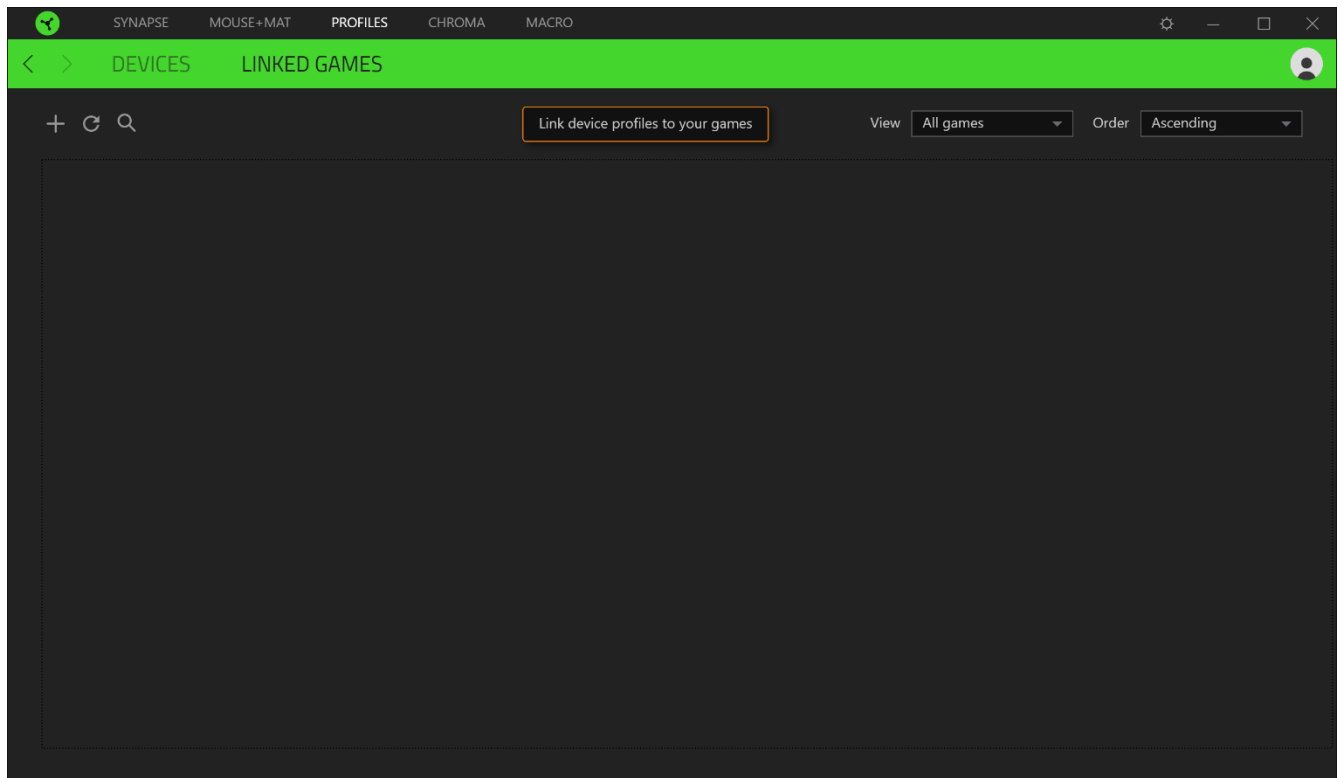 SYNAPSE MOUSE+MAT PROFILES CHROMA MACRO
DEVICES LINKED GAMES
Link device profiles to your games View All games Order Ascending